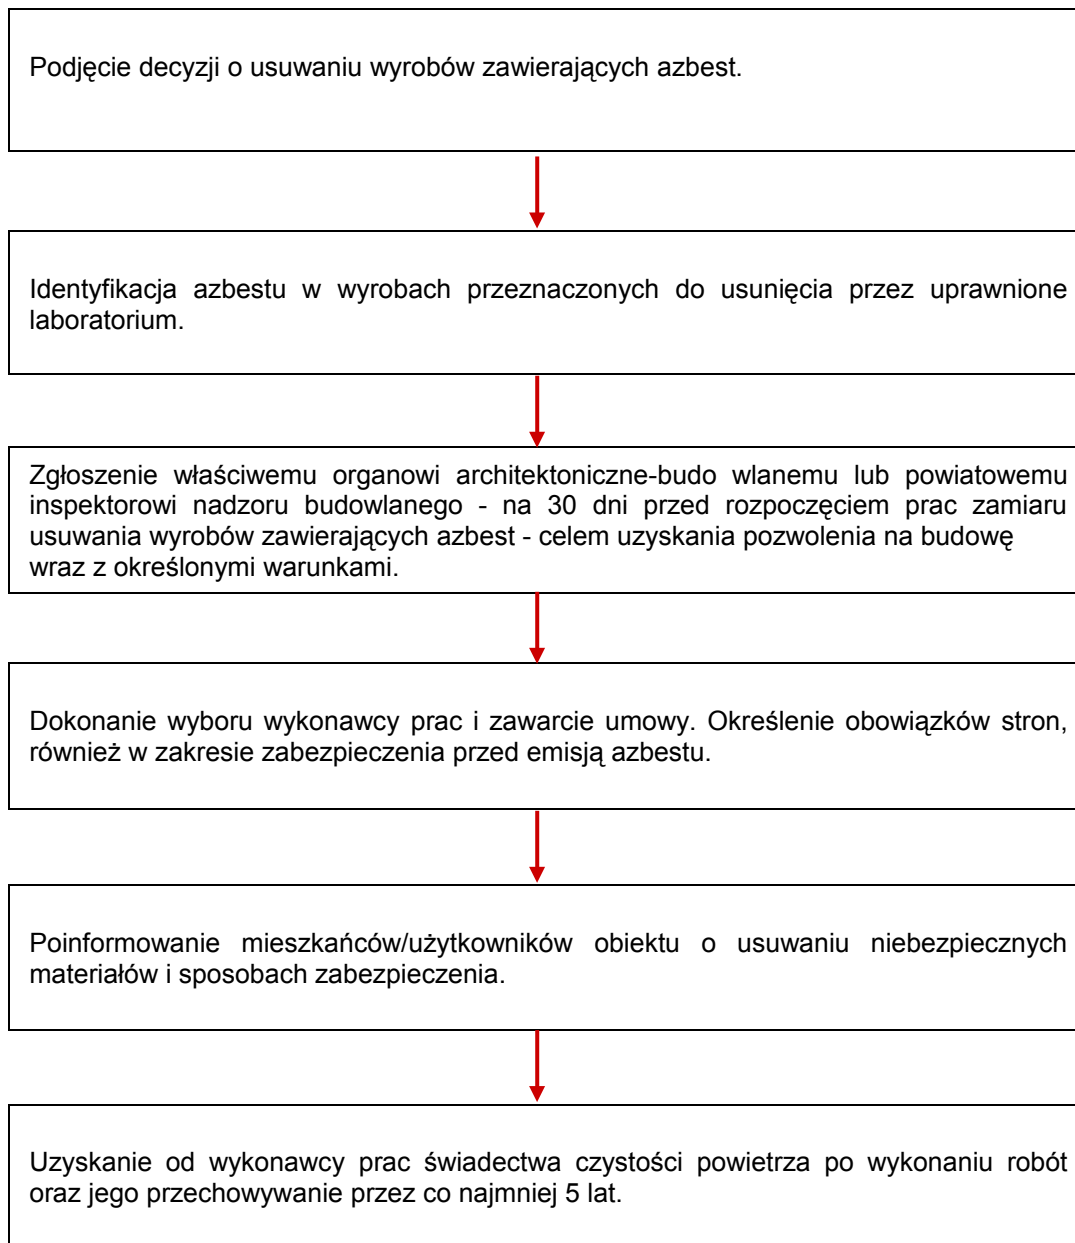 Podjęcie decyzji o usuwaniu wyrobów zawierających azbest.
Identyfikacja azbestu w wyrobach przeznaczonych do usunięcia przez uprawnione
laboratorium.
Zgłoszenie właściwemu organowi architektoniczne-budo wlanemu lub powiatowemu
inspektorowi nadzoru budowlanego - na 30 dni przed rozpoczęciem prac zamiaru
usuwania wyrobów zawierających azbest - celem uzyskania pozwolenia na budowę
wraz z określonymi warunkami.
Dokonanie wyboru wykonawcy prac i zawarcie umowy. Określenie obowiązków stron,
również w zakresie zabezpieczenia przed emisją azbestu.
Poinformowanie mieszkańców/użytkowników obiektu o usuwaniu niebezpiecznych
materiałów i sposobach zabezpieczenia.
Uzyskanie od wykonawcy prac świadectwa czystości powietrza po wykonaniu robót
oraz jego przechowywanie przez co najmniej 5 lat.